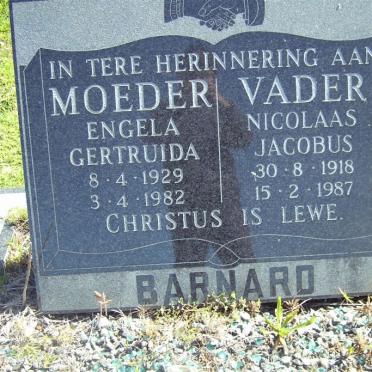 IN TERE HERINNERING AAN
MOEDER VADER
ENGELA NICOLAAS
GERTRUIDA JACOBUS
8 · 4 · 1929 30 · 8 · 1918
3 · 4 · 1982 15 · 2 · 1987
CHRISTUS IS LEWE.
BARNARD